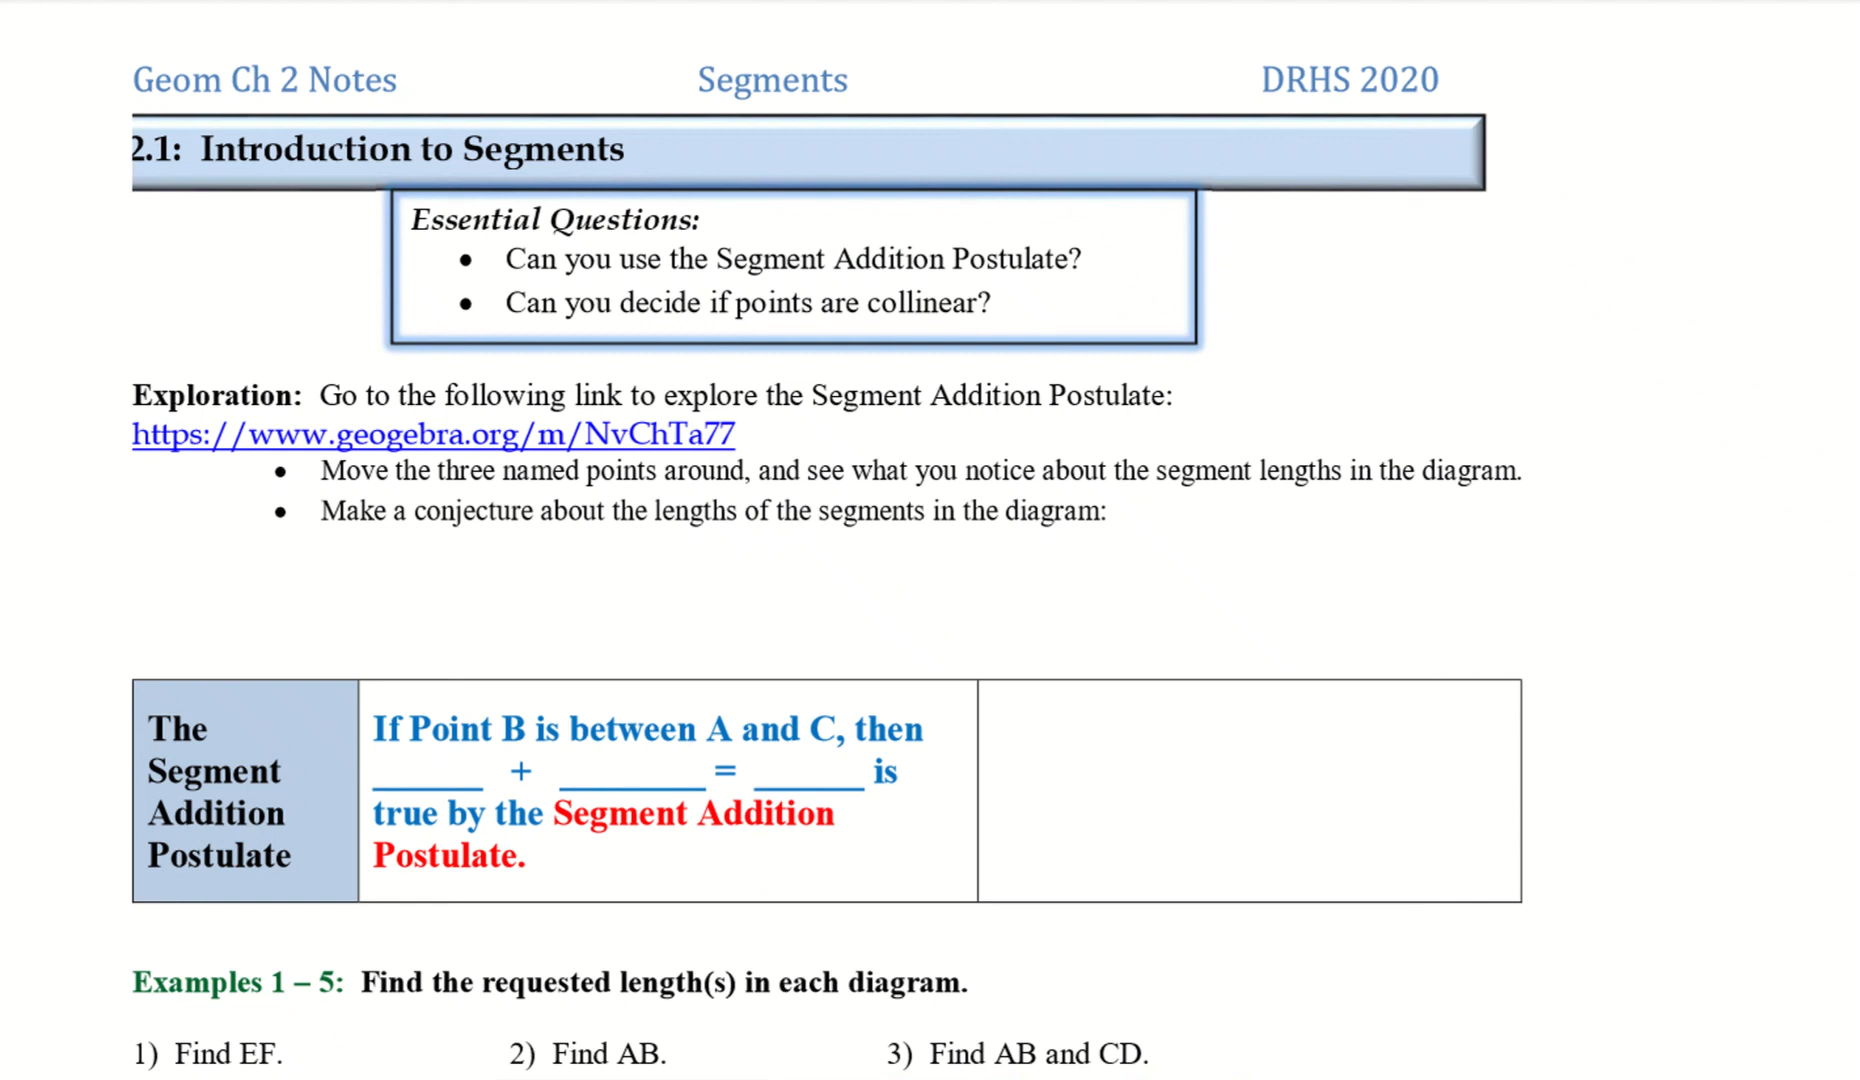 Geom Ch 2 Notes Segments DRHS 2020
2.1: Introduction to Segments
Essential Questions:
• Can you use the Segment Addition Postulate?
• Can you decide if points are collinear?
Exploration: Go to the following link to explore the Segment Addition Postulate:
https://www.geogebra.org/m/NvChTa77
• Move the three named points around, and see what you notice about the segment lengths in the diagram.
• Make a conjecture about the lengths of the segments in the diagram:
The
Segment
Addition
Postulate
If Point B is between A and C, then
______ + ________ = ______ is
true by the Segment Addition
Postulate.
Examples 1 – 5: Find the requested length(s) in each diagram.
1) Find EF. 2) Find AB. 3) Find AB and CD.